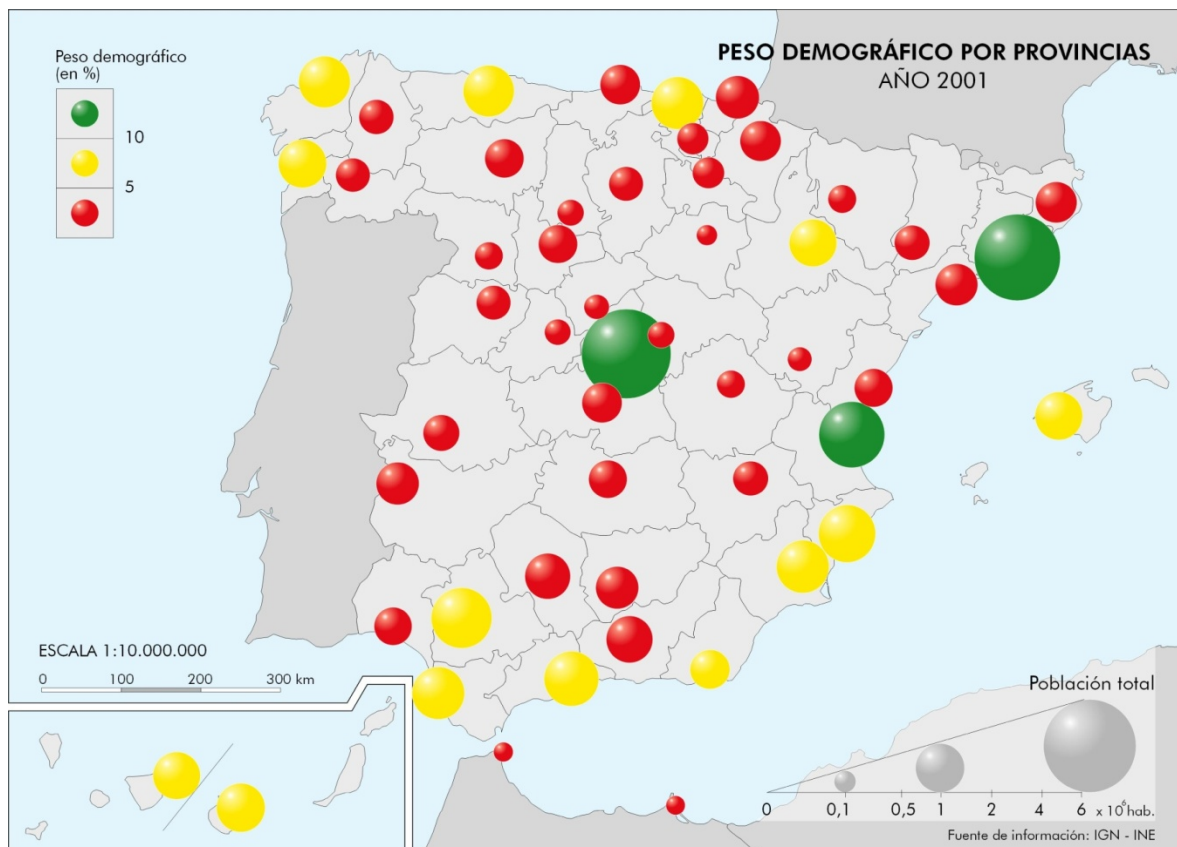 PESO DEMOGRÁFICO POR PROVINCIAS
AÑO 2001
Peso demográfico
(en %)
10
5
ESCALA 1:10.000.000
0 100 200 300 km
Población total
0 0,1 0,5 1 2 4 6 x 10⁶ hab.
Fuente de información: IGN - INE